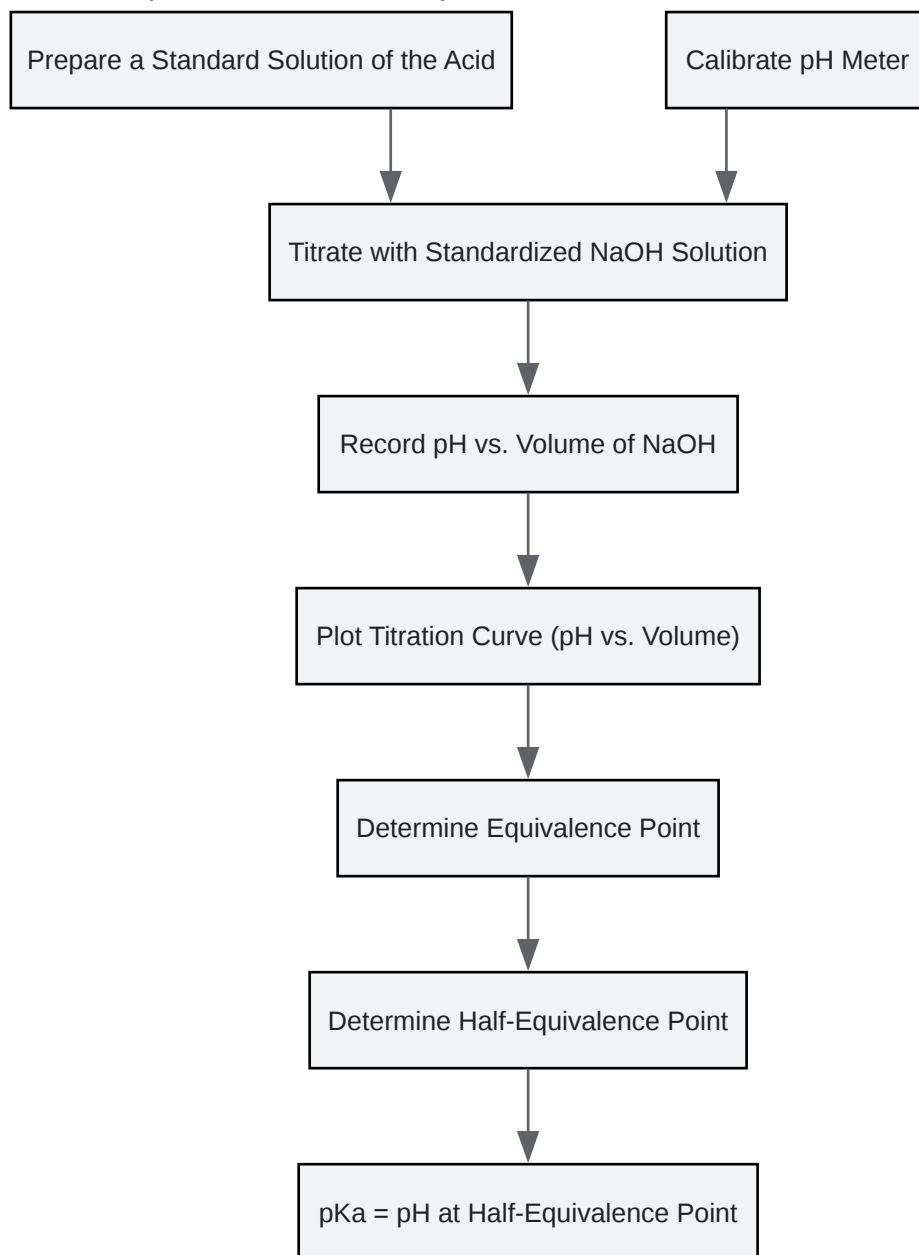 Prepare a Standard Solution of the Acid
Calibrate pH Meter
Titrate with Standardized NaOH Solution
Record pH vs. Volume of NaOH
Plot Titration Curve (pH vs. Volume)
Determine Equivalence Point
Determine Half-Equivalence Point
pKa = pH at Half-Equivalence Point